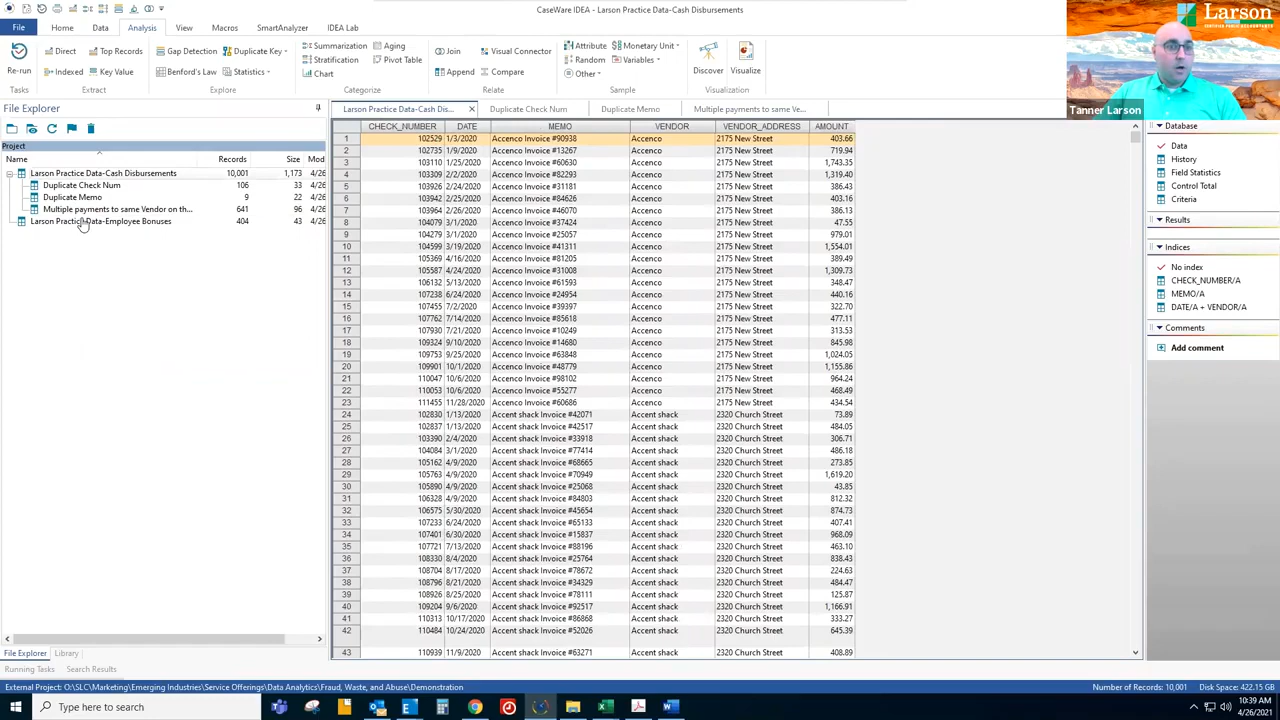 CaseWare IDEA - Larson Practice Data-Cash Disbursements
Larson
Tanner Larson
File Home Data Analysis View Macros SmartAnalyzer IDEA Lab
Re-run
Tasks
Direct Top Records
Indexed Key Value
Extract
Gap Detection Duplicate Key
Benford's Law Statistics
Explore
Summarization Aging
Stratification Pivot Table
Chart
Categorize
Join Visual Connector
Append Compare
Relate
Attribute Monetary Unit
Random Variables
Other
Sample
Discover Visualize
Visualization
File Explorer
Project
Name Records Size Mod
Larson Practice Data-Cash Disbursements 10,001 1,173 4/26
Duplicate Check Num 106 33 4/26
Duplicate Memo 9 22 4/26
Multiple payments to same Vendor on th... 641 96 4/26
Larson Practice Data-Employee Bonuses 404 43 4/26
Larson Practice Data-Cash Dis... Duplicate Check Num Duplicate Memo Multiple payments to same Ve...
CHECK_NUMBER DATE MEMO VENDOR VENDOR_ADDRESS AMOUNT
1 102529 1/3/2020 Accenco Invoice #90938 Accenco 2175 New Street 403.66
2 102735 1/9/2020 Accenco Invoice #13267 Accenco 2175 New Street 719.94
3 103110 1/25/2020 Accenco Invoice #60630 Accenco 2175 New Street 1,743.35
4 103309 2/2/2020 Accenco Invoice #82293 Accenco 2175 New Street 1,319.40
5 103926 2/24/2020 Accenco Invoice #31181 Accenco 2175 New Street 386.43
6 103948 2/26/2020 Accenco Invoice #84626 Accenco 2175 New Street 386.45
7 103964 2/26/2020 Accenco Invoice #46070 Accenco 2175 New Street 386.13
8 104079 3/1/2020 Accenco Invoice #37424 Accenco 2175 New Street 47.55
9 104279 3/1/2020 Accenco Invoice #25057 Accenco 2175 New Street 979.01
10 104599 3/19/2020 Accenco Invoice #41311 Accenco 2175 New Street 1,554.01
11 105369 4/16/2020 Accenco Invoice #81205 Accenco 2175 New Street 389.49
12 105587 4/24/2020 Accenco Invoice #31008 Accenco 2175 New Street 1,309.73
13 106132 5/13/2020 Accenco Invoice #61593 Accenco 2175 New Street 348.47
14 107238 6/24/2020 Accenco Invoice #24954 Accenco 2175 New Street 440.16
15 107455 7/2/2020 Accenco Invoice #39397 Accenco 2175 New Street 322.70
16 107762 7/14/2020 Accenco Invoice #85618 Accenco 2175 New Street 477.11
17 107930 7/21/2020 Accenco Invoice #10249 Accenco 2175 New Street 313.53
18 109324 9/10/2020 Accenco Invoice #14680 Accenco 2175 New Street 845.98
19 109753 9/25/2020 Accenco Invoice #63848 Accenco 2175 New Street 1,024.05
20 109901 10/1/2020 Accenco Invoice #48779 Accenco 2175 New Street 1,155.86
21 110047 10/6/2020 Accenco Invoice #98102 Accenco 2175 New Street 964.24
22 110053 10/6/2020 Accenco Invoice #55277 Accenco 2175 New Street 468.49
23 111455 11/28/2020 Accenco Invoice #60686 Accenco 2175 New Street 434.54
24 102830 1/13/2020 Accent shack Invoice #42071 Accent shack 2320 Church Street 73.89
25 102837 1/13/2020 Accent shack Invoice #42517 Accent shack 2320 Church Street 484.05
26 103390 2/4/2020 Accent shack Invoice #33918 Accent shack 2320 Church Street 306.71
27 104084 3/1/2020 Accent shack Invoice #77414 Accent shack 2320 Church Street 486.18
28 105162 4/9/2020 Accent shack Invoice #68665 Accent shack 2320 Church Street 273.85
29 105763 4/9/2020 Accent shack Invoice #70949 Accent shack 2320 Church Street 1,619.20
30 105890 4/9/2020 Accent shack Invoice #25068 Accent shack 2320 Church Street 43.85
31 106328 4/9/2020 Accent shack Invoice #84803 Accent shack 2320 Church Street 812.32
32 106575 5/30/2020 Accent shack Invoice #45654 Accent shack 2320 Church Street 874.73
33 107233 6/24/2020 Accent shack Invoice #65133 Accent shack 2320 Church Street 407.41
34 107401 6/30/2020 Accent shack Invoice #15837 Accent shack 2320 Church Street 968.09
35 107721 7/13/2020 Accent shack Invoice #88196 Accent shack 2320 Church Street 463.10
36 108330 8/4/2020 Accent shack Invoice #25764 Accent shack 2320 Church Street 838.43
37 108704 8/17/2020 Accent shack Invoice #78672 Accent shack 2320 Church Street 224.63
38 108796 8/21/2020 Accent shack Invoice #34329 Accent shack 2320 Church Street 484.47
39 108926 8/25/2020 Accent shack Invoice #78111 Accent shack 2320 Church Street 125.87
40 109204 9/6/2020 Accent shack Invoice #92517 Accent shack 2320 Church Street 1,166.91
41 110313 10/17/2020 Accent shack Invoice #86868 Accent shack 2320 Church Street 333.27
42 110484 10/24/2020 Accent shack Invoice #52026 Accent shack 2320 Church Street 645.39
43 110939 11/9/2020 Accent shack Invoice #63271 Accent shack 2320 Church Street 408.89
Database
Data
History
Field Statistics
Control Total
Criteria
Results
Indices
No index
CHECK_NUMBER/A
MEMO/A
DATE/A + VENDOR/A
Comments
Add comment
File Explorer Library
Running Tasks Search Results
External Project: O:\SLC\Marketing\Emerging Industries\Service Offerings\Data Analytics\Fraud, Waste, and Abuse\Demonstration
Number of Records: 10,001 Disk Space: 422.15 GB
Type here to search
10:39 AM
4/26/2021